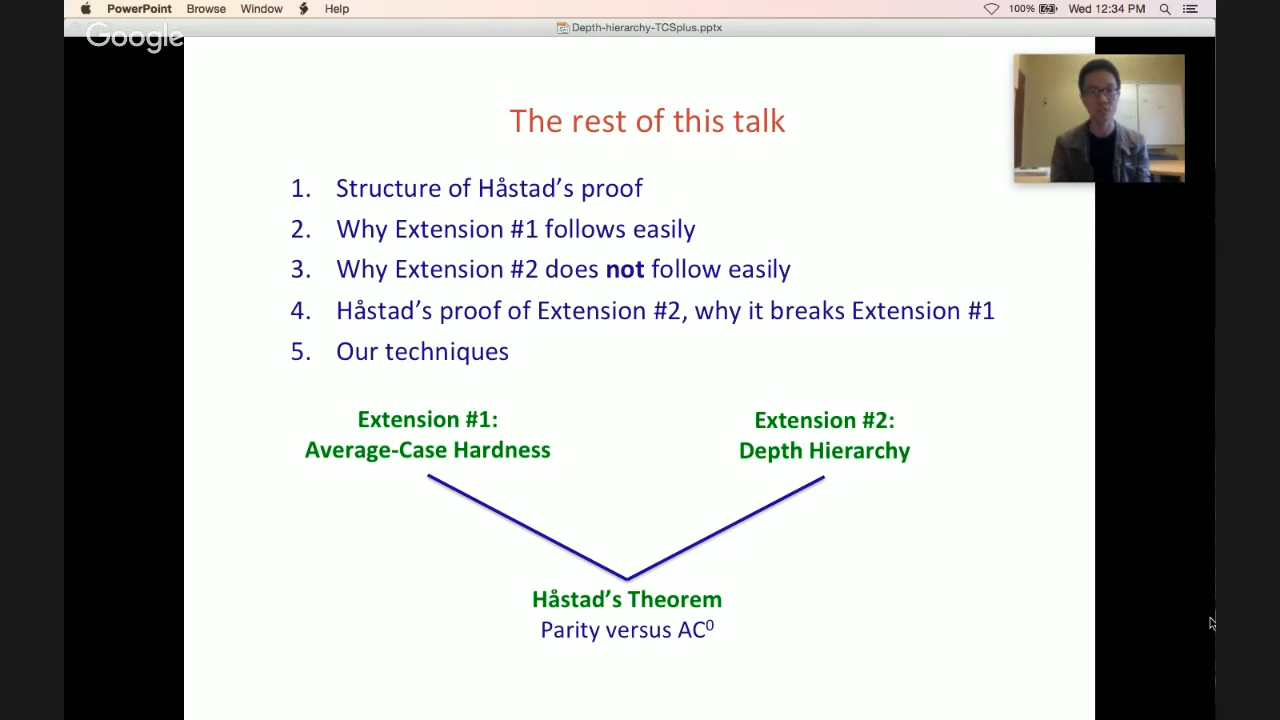 PowerPoint Browse Window Help 100% Wed 12:34 PM
Google
Depth-hierarchy-TCSplus.pptx
The rest of this talk
1. Structure of Håstad's proof
2. Why Extension #1 follows easily
3. Why Extension #2 does not follow easily
4. Håstad's proof of Extension #2, why it breaks Extension #1
5. Our techniques
Extension #1:
Average-Case Hardness
Extension #2:
Depth Hierarchy
Håstad's Theorem
Parity versus AC⁰